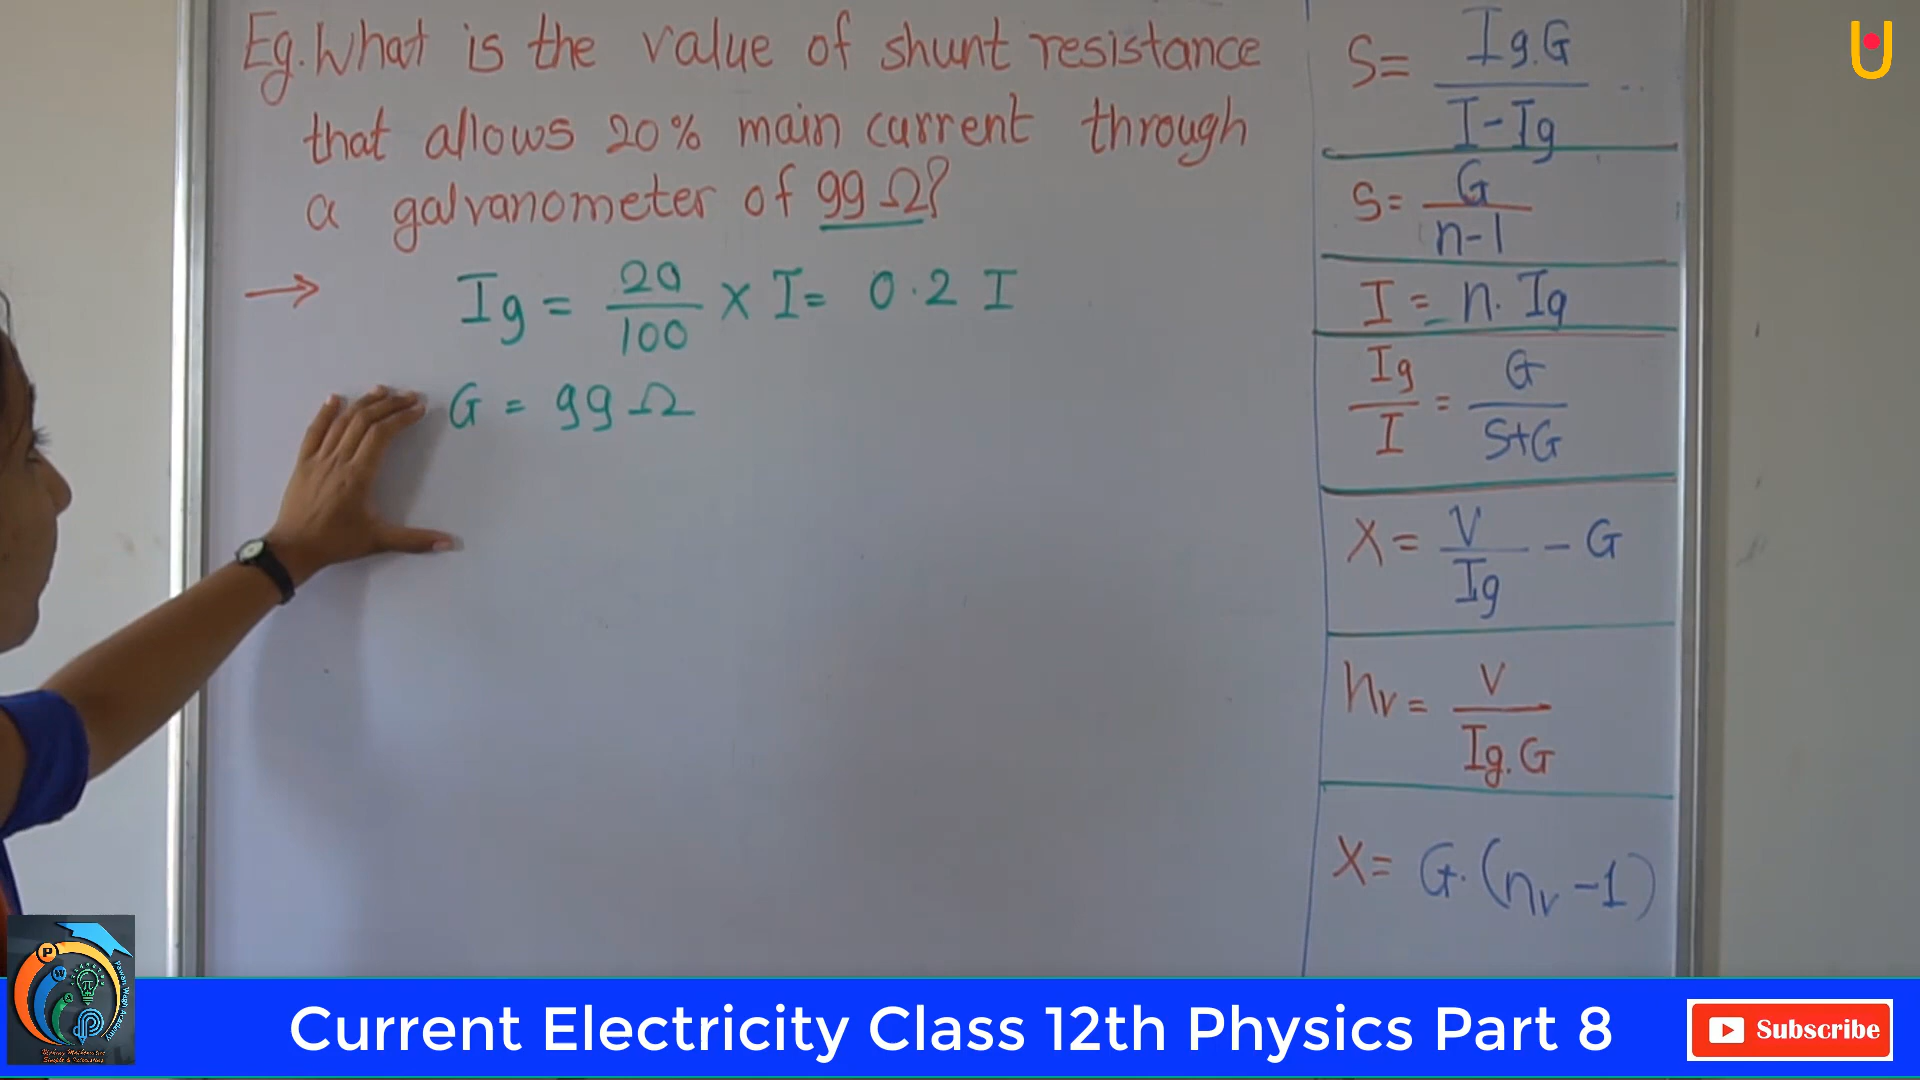 Eg. What is the value of shunt resistance
that allows 20% main current through
a galvanometer of 99 Ω?
→ Ig = 20/100 × I = 0.2 I
G = 99 Ω
S = Ig.G / I - Ig
S = G / n-1
I = n. Ig
Ig / I = G / S+G
X = V / Ig - G
nv = V / Ig.G
X = G. (nv - 1)
Current Electricity Class 12th Physics Part 8
Subscribe